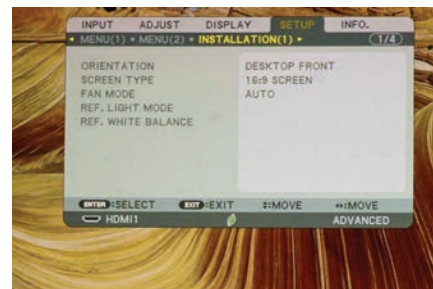 INPUT ADJUST DISPLAY SETUP INFO.
◂ MENU(1) • MENU(2) • INSTALLATION(1) ▸ 1/4
ORIENTATION DESKTOP FRONT
SCREEN TYPE 16:9 SCREEN
FAN MODE AUTO
REF. LIGHT MODE
REF. WHITE BALANCE
ENTER :SELECT EXIT :EXIT ⬍:MOVE ⬌:MOVE
HDMI1 ADVANCED